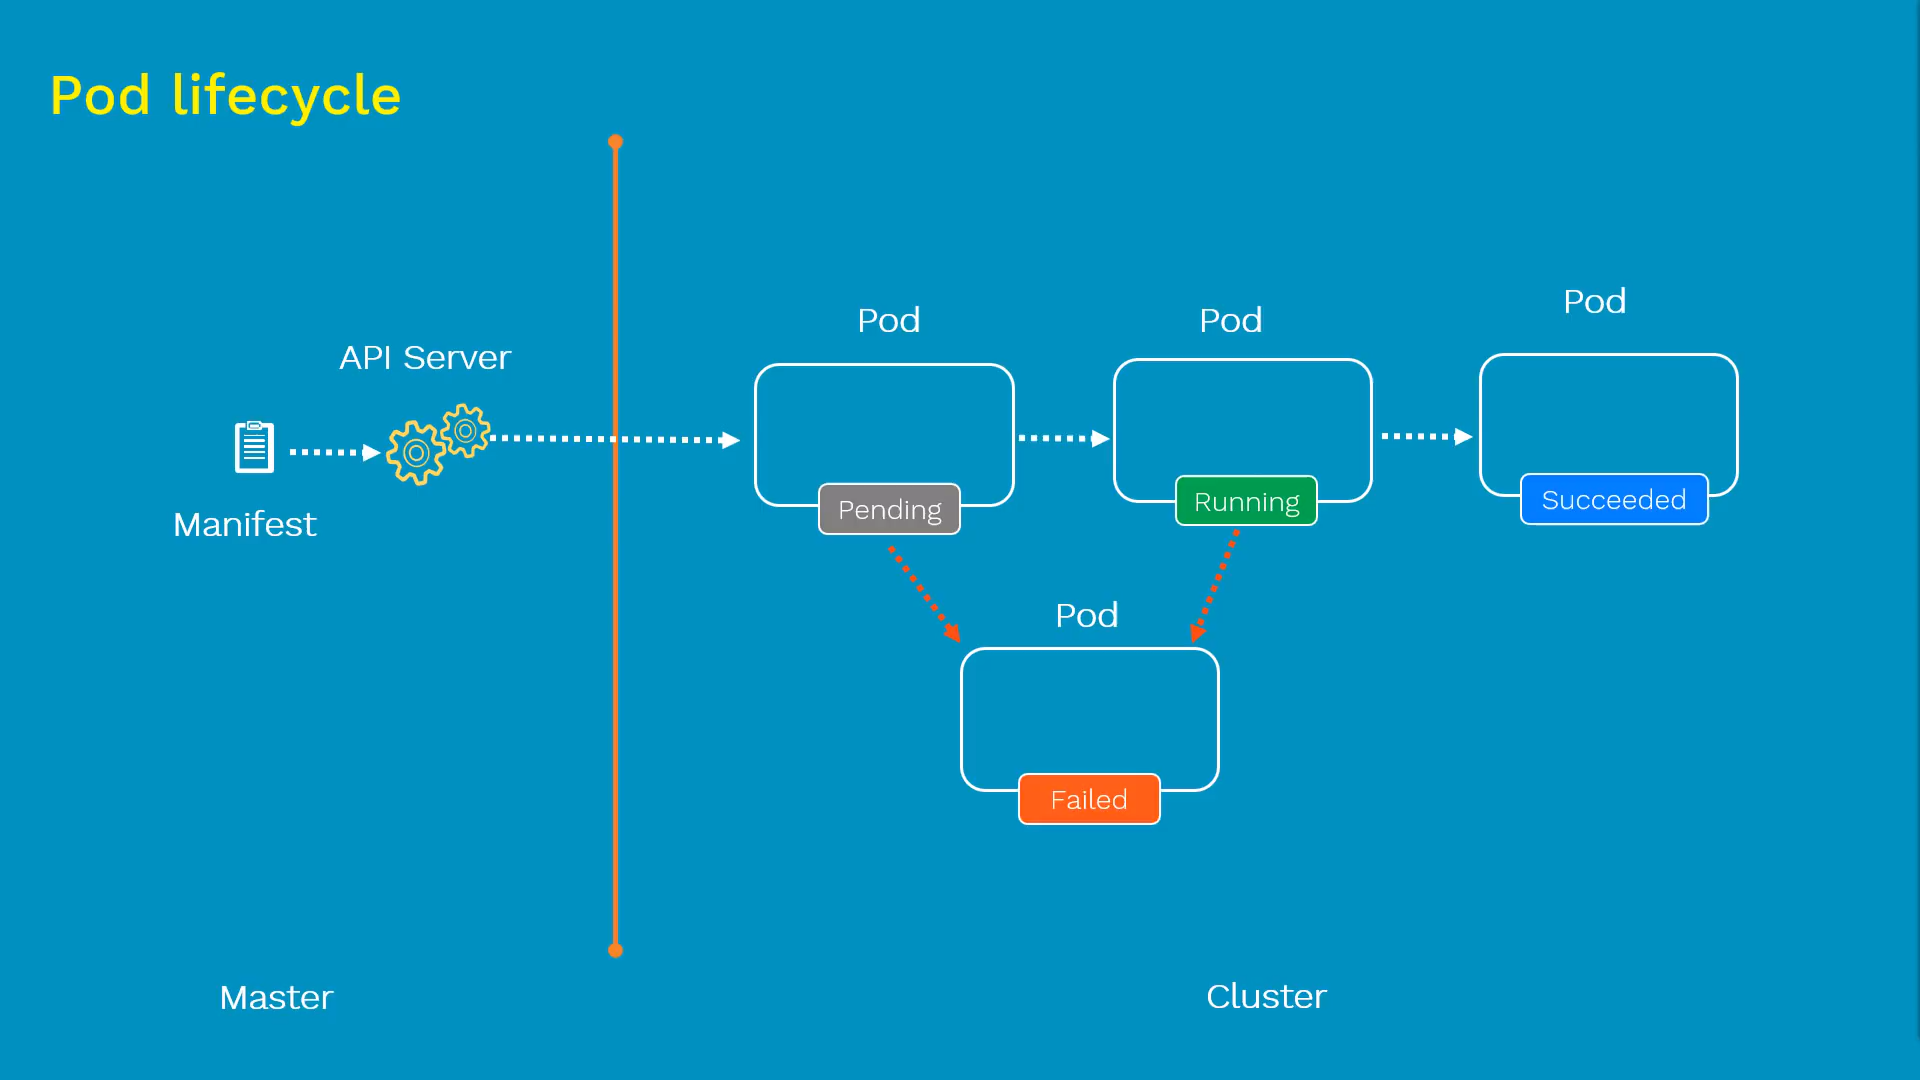 Pod lifecycle
API Server
Manifest
Pod
Pending
Pod
Running
Pod
Succeeded
Pod
Failed
Master
Cluster